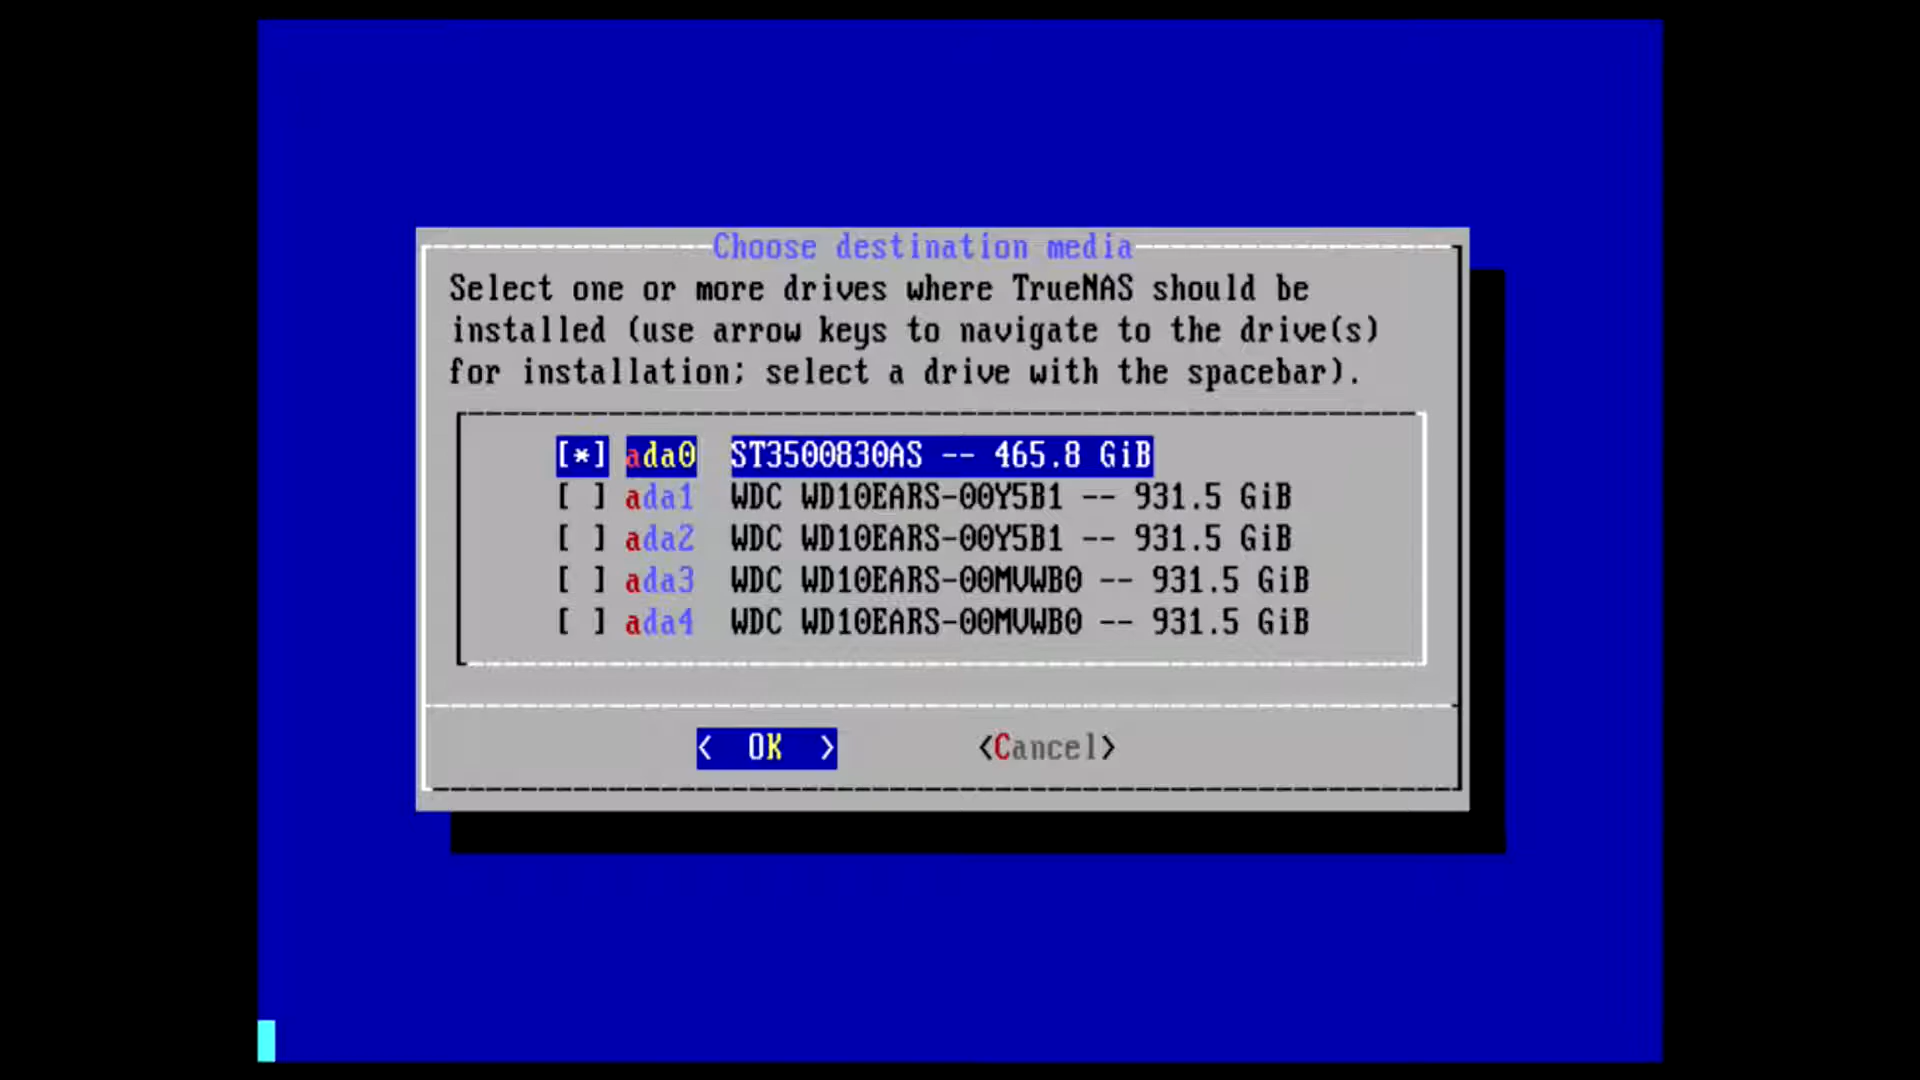 Choose destination media
Select one or more drives where TrueNAS should be
installed (use arrow keys to navigate to the drive(s)
for installation; select a drive with the spacebar).
[*] ada0 ST3500830AS -- 465.8 GiB
[ ] ada1 WDC WD10EARS-00Y5B1 -- 931.5 GiB
[ ] ada2 WDC WD10EARS-00Y5B1 -- 931.5 GiB
[ ] ada3 WDC WD10EARS-00MVWB0 -- 931.5 GiB
[ ] ada4 WDC WD10EARS-00MVWB0 -- 931.5 GiB
< OK > <Cancel>